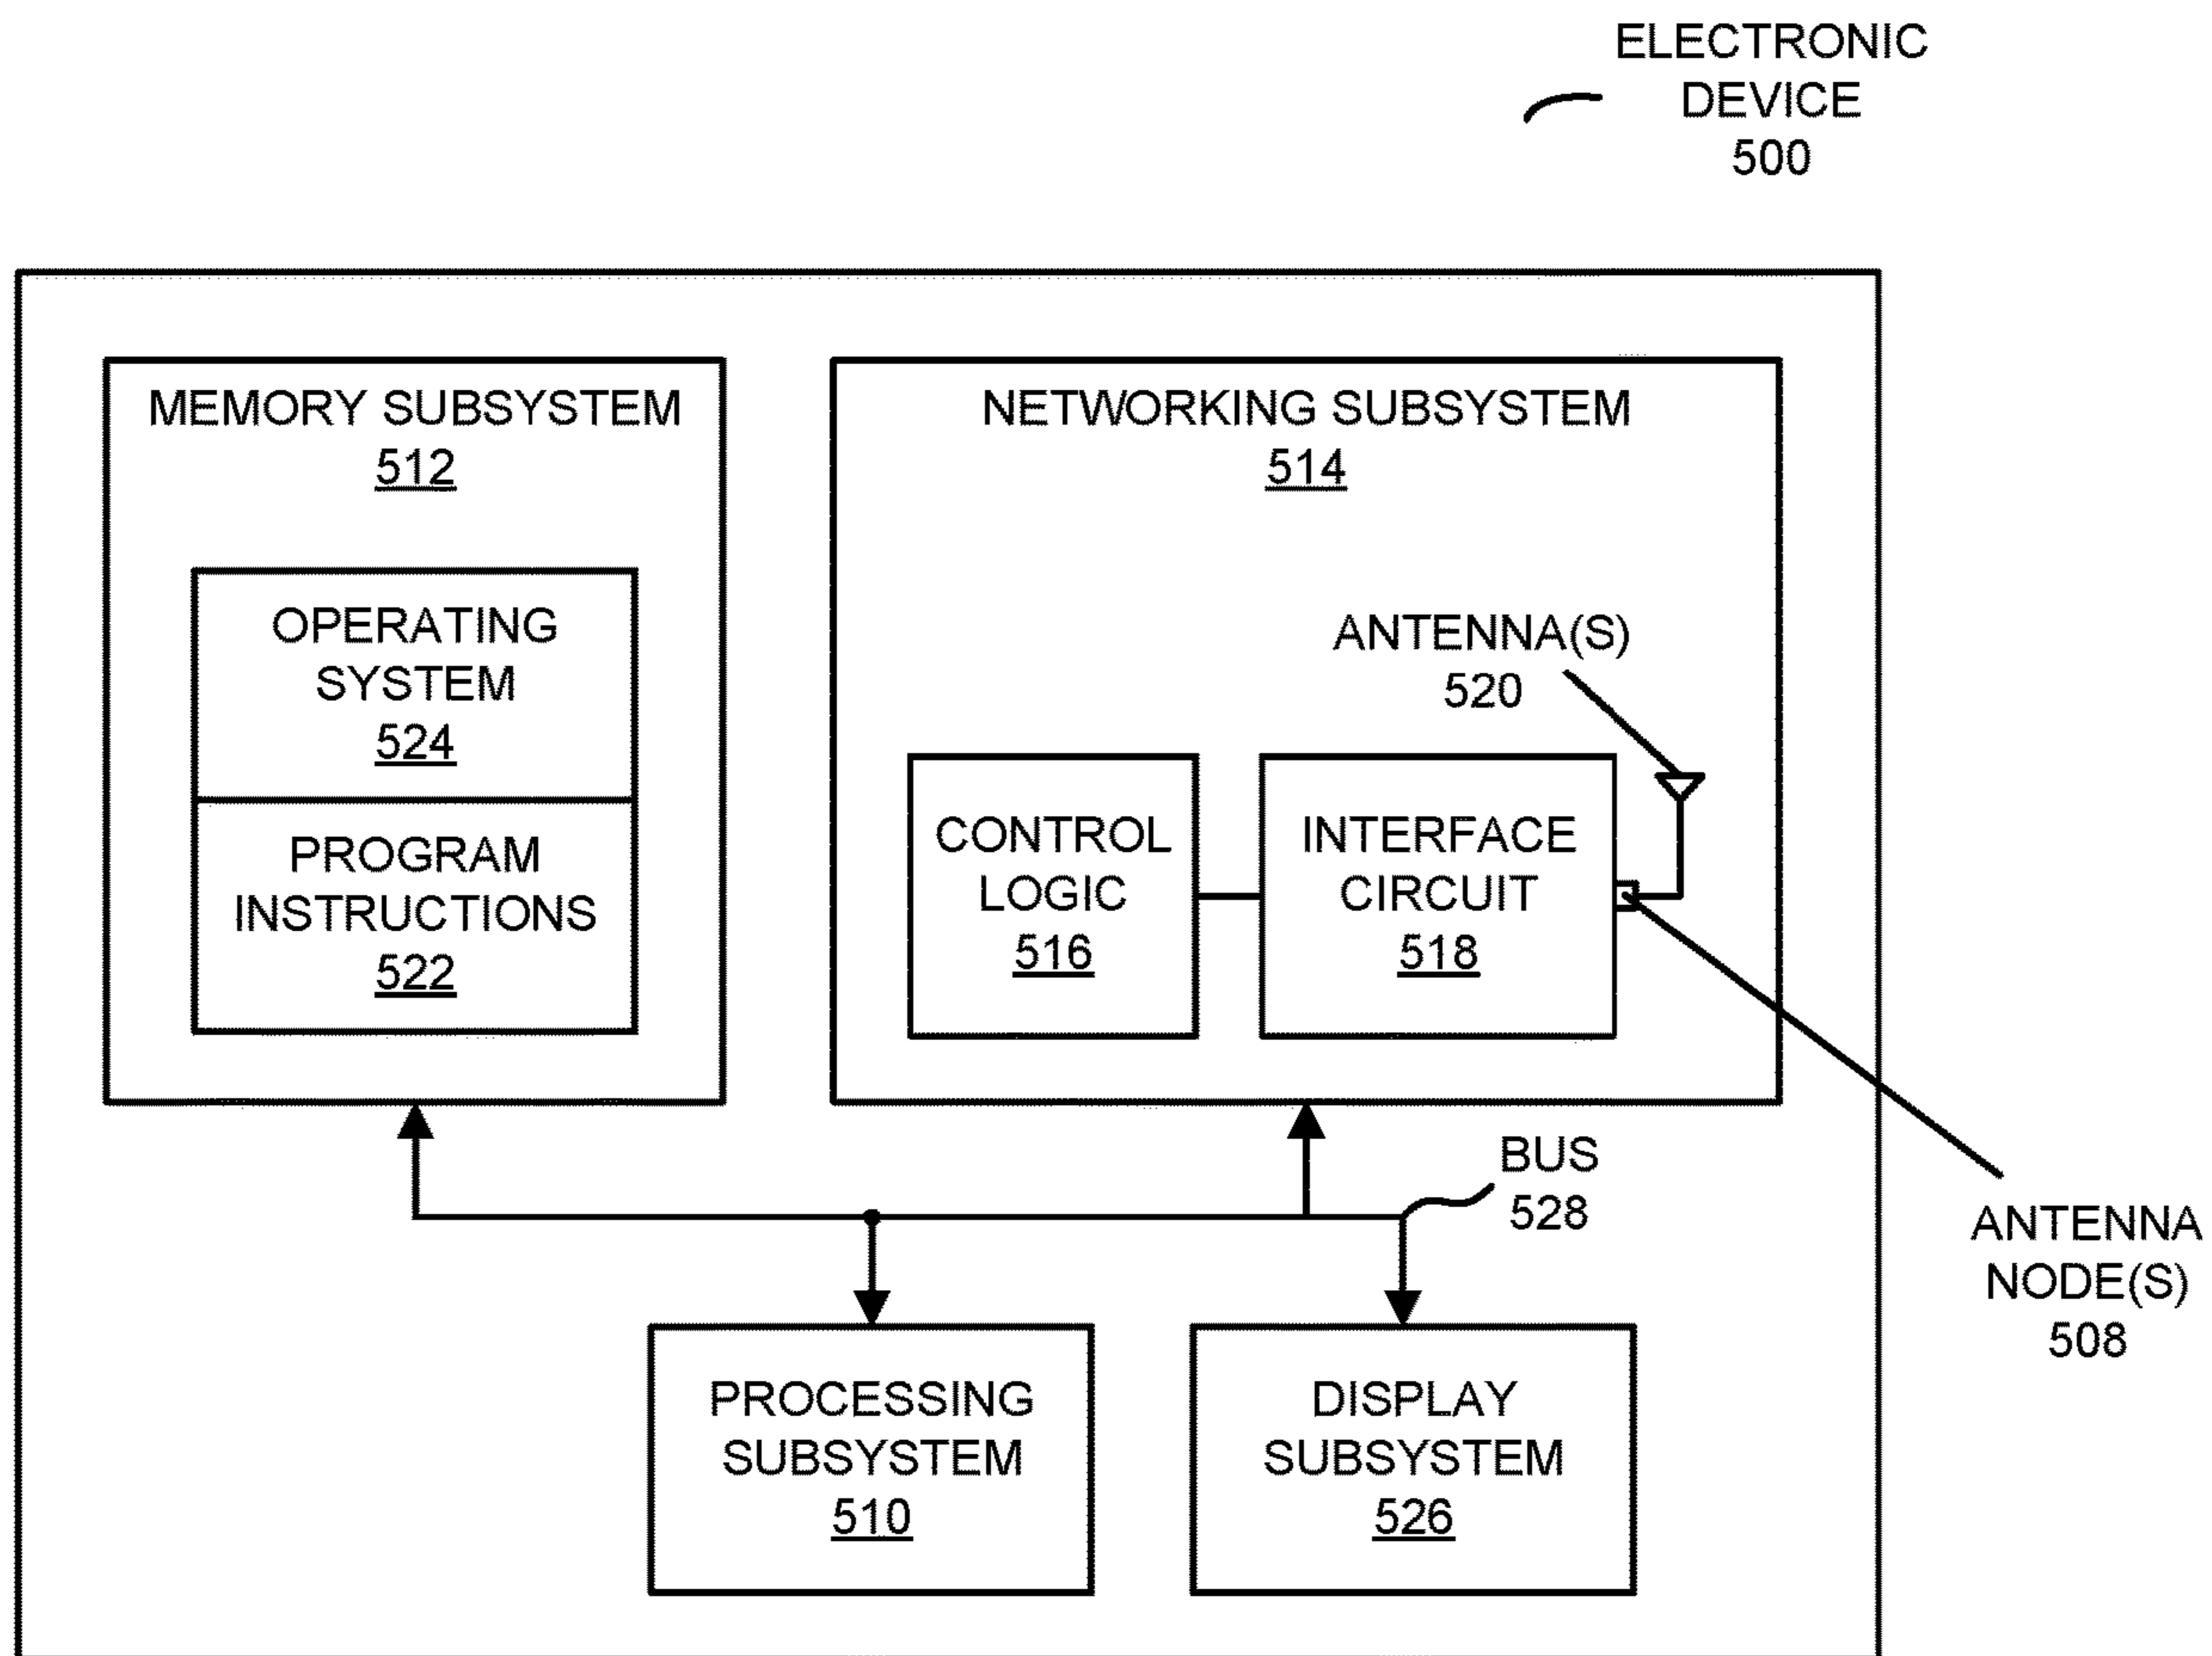 ELECTRONIC
DEVICE
500
MEMORY SUBSYSTEM
512
OPERATING
SYSTEM
524
PROGRAM
INSTRUCTIONS
522
NETWORKING SUBSYSTEM
514
ANTENNA(S)
520
CONTROL
LOGIC
516
INTERFACE
CIRCUIT
518
BUS
528
ANTENNA
NODE(S)
508
PROCESSING
SUBSYSTEM
510
DISPLAY
SUBSYSTEM
526